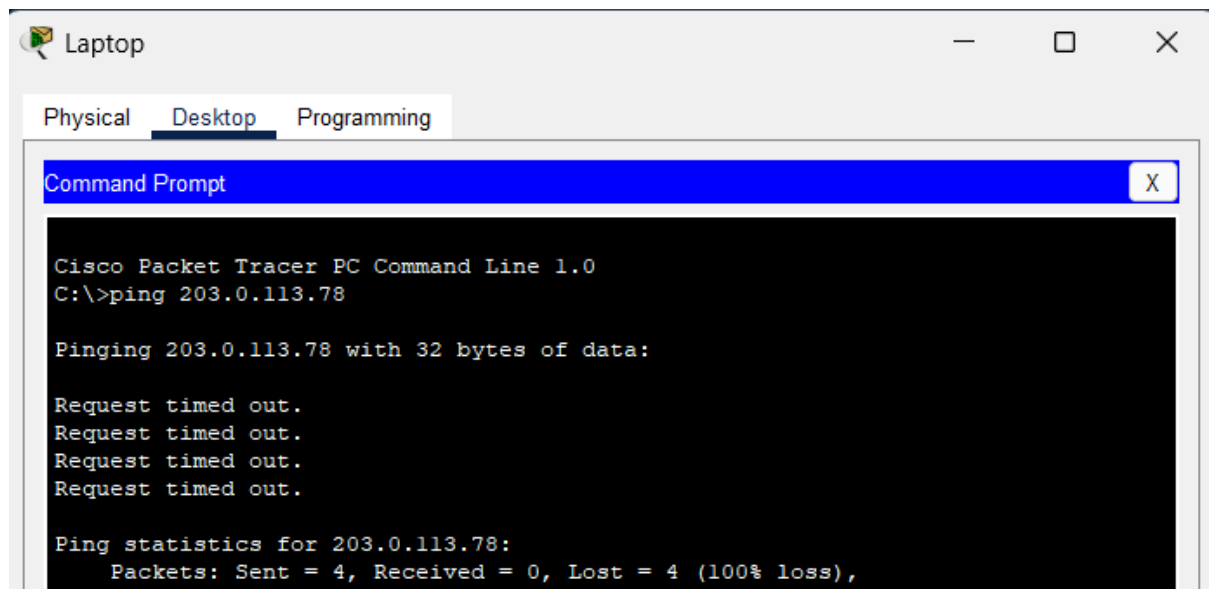 Laptop
Physical Desktop Programming
Command Prompt
X
Cisco Packet Tracer PC Command Line 1.0
C:\>ping 203.0.113.78
Pinging 203.0.113.78 with 32 bytes of data:
Request timed out.
Request timed out.
Request timed out.
Request timed out.
Ping statistics for 203.0.113.78:
Packets: Sent = 4, Received = 0, Lost = 4 (100% loss),